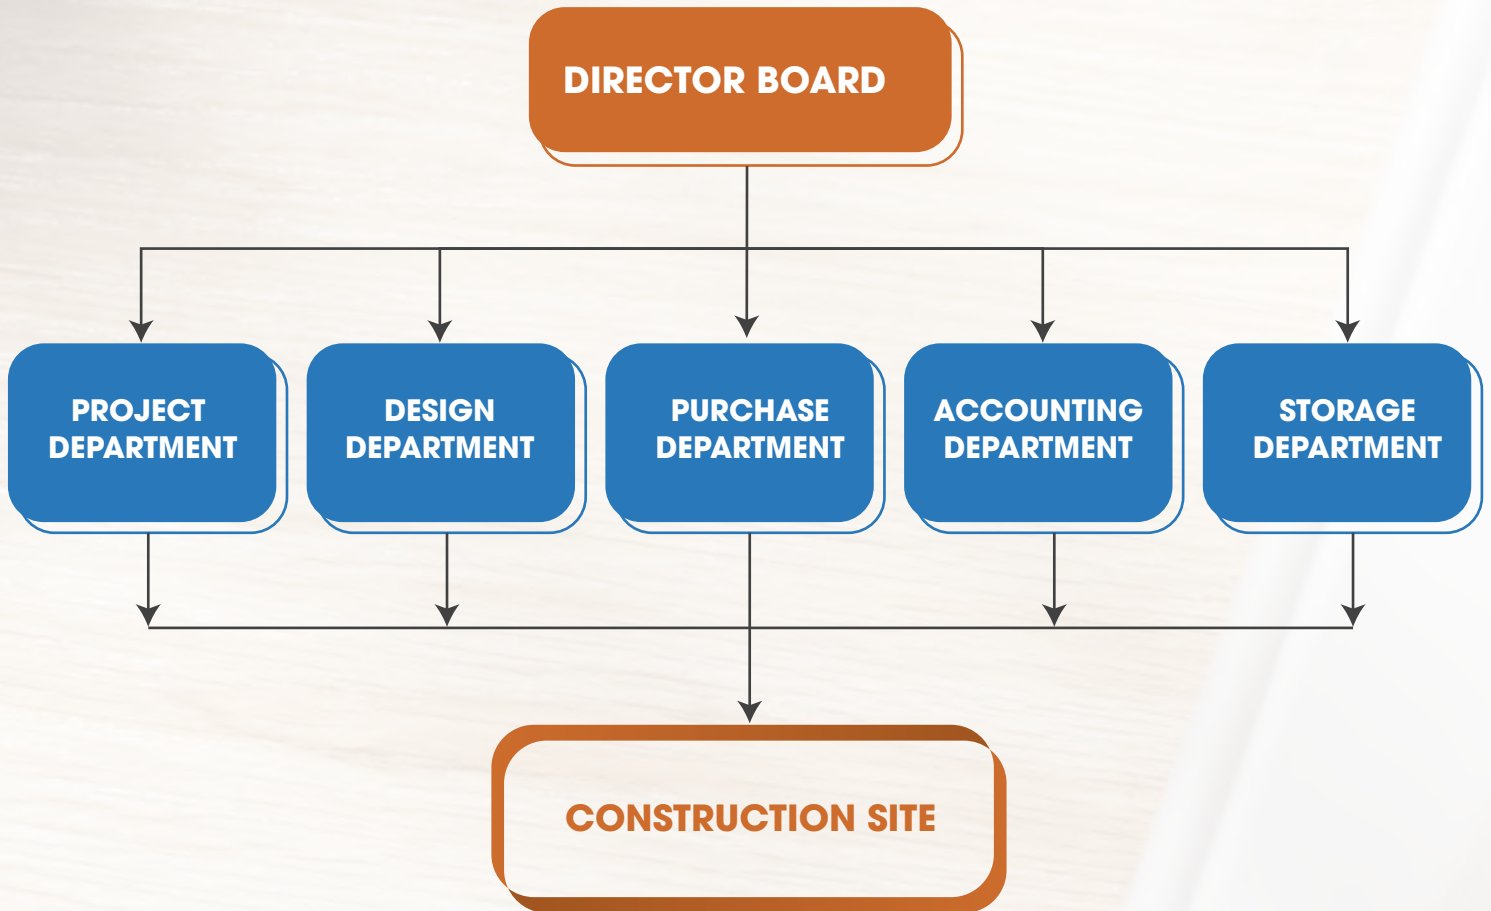 DIRECTOR BOARD
PROJECT
DEPARTMENT
DESIGN
DEPARTMENT
PURCHASE
DEPARTMENT
ACCOUNTING
DEPARTMENT
STORAGE
DEPARTMENT
CONSTRUCTION SITE